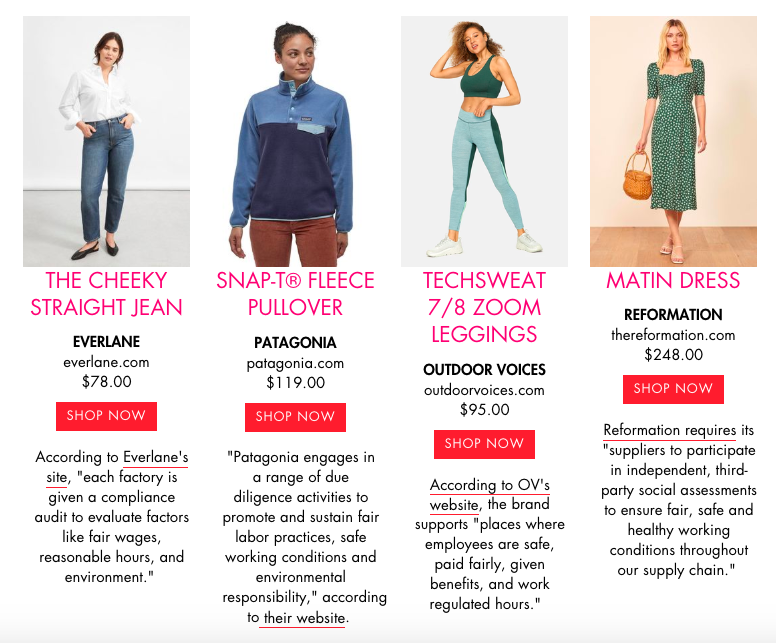 THE CHEEKY
STRAIGHT JEAN
EVERLANE
everlane.com
$78.00
SHOP NOW
According to Everlane's
site, "each factory is
given a compliance
audit to evaluate factors
like fair wages,
reasonable hours, and
environment."
SNAP-T® FLEECE
PULLOVER
PATAGONIA
patagonia.com
$119.00
SHOP NOW
"Patagonia engages in
a range of due
diligence activities to
promote and sustain fair
labor practices, safe
working conditions and
environmental
responsibility," according
to their website.
TECHSWEAT
7/8 ZOOM
LEGGINGS
OUTDOOR VOICES
outdoorvoices.com
$95.00
SHOP NOW
According to OV's
website, the brand
supports "places where
employees are safe,
paid fairly, given
benefits, and work
regulated hours."
MATIN DRESS
REFORMATION
thereformation.com
$248.00
SHOP NOW
Reformation requires its
"suppliers to participate
in independent, third-
party social assessments
to ensure fair, safe and
healthy working
conditions throughout
our supply chain."